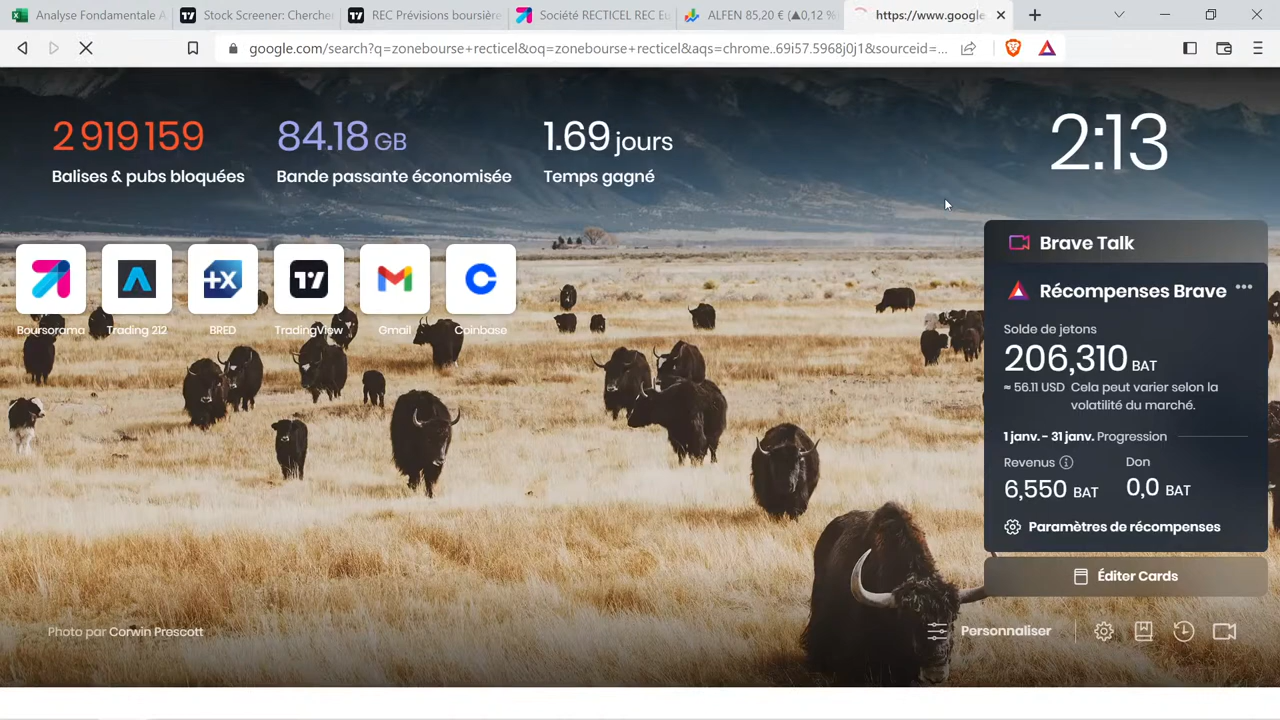 Analyse Fondamentale A
Stock Screener: Chercher
REC Prévisions boursière
Société RECTICEL REC Eu
ALFEN 85,20 € (▲0,12 %
https://www.google.
google.com/search?q=zonebourse+recticel&oq=zonebourse+recticel&aqs=chrome..69i57.5968j0j1&sourceid=...
2 919 159
84.18 GB
1.69 jours
2:13
Balises & pubs bloquées
Bande passante économisée
Temps gagné
Brave Talk
Récompenses Brave
Boursorama
Trading 212
BRED
TradingView
Gmail
Coinbase
Solde de jetons
206,310 BAT
≈ 56.11 USD Cela peut varier selon la
volatilité du marché.
1 janv. - 31 janv. Progression
Revenus
Don
6,550 BAT
0,0 BAT
Paramètres de récompenses
Éditer Cards
Photo par Corwin Prescott
Personnaliser